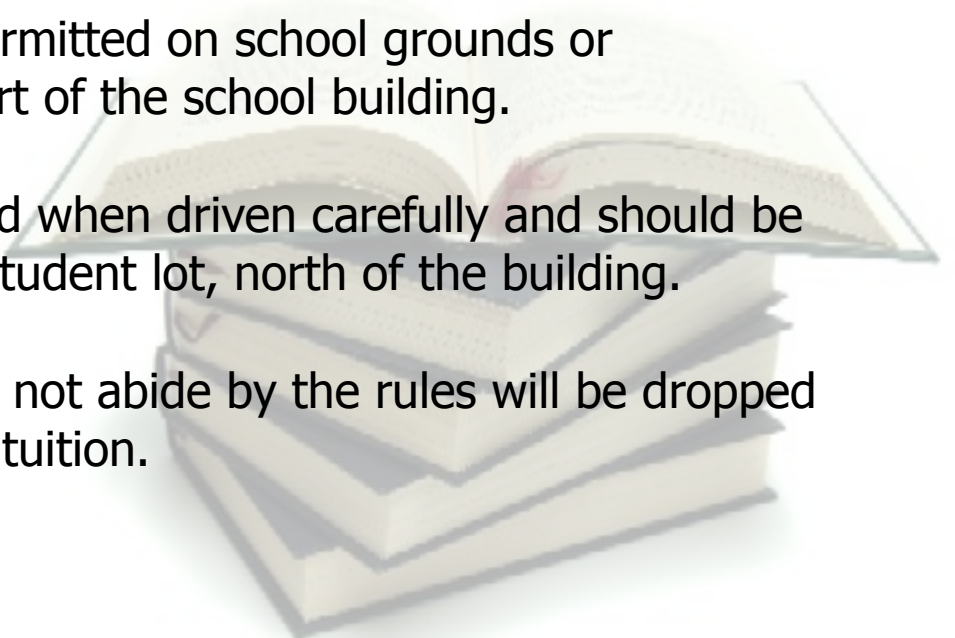 ermitted on school grounds or
rt of the school building.
d when driven carefully and should be
tudent lot, north of the building.
not abide by the rules will be dropped
tuition.